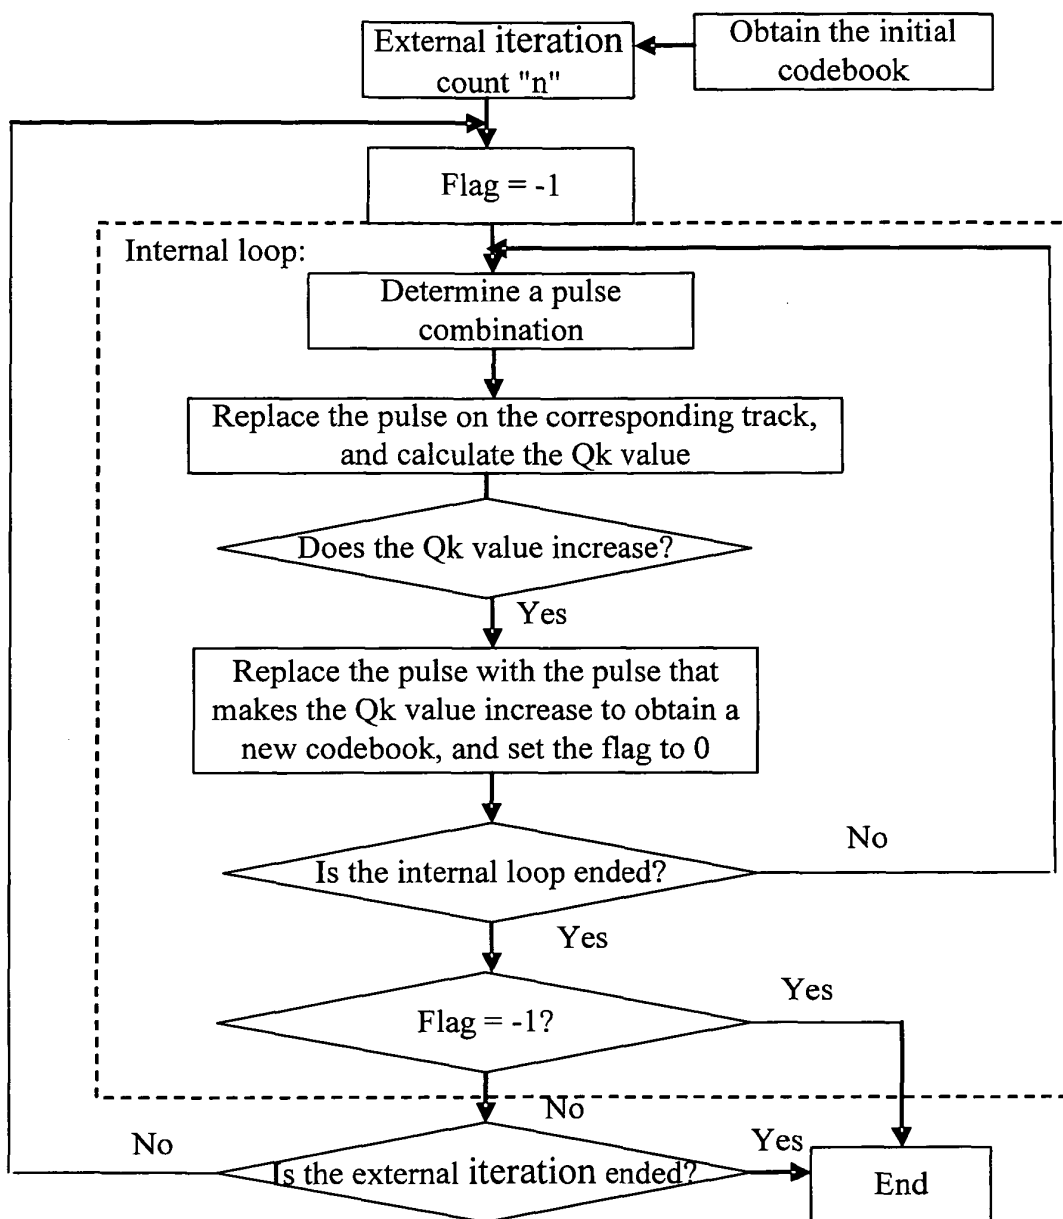 External iteration
count "n"
Obtain the initial
codebook
Flag = -1
Internal loop:
Determine a pulse
combination
Replace the pulse on the corresponding track,
and calculate the Qk value
Does the Qk value increase?
Yes
Replace the pulse with the pulse that
makes the Qk value increase to obtain a
new codebook, and set the flag to 0
Is the internal loop ended?
No
Yes
Flag = -1?
Yes
No
Is the external iteration ended?
No
Yes
End